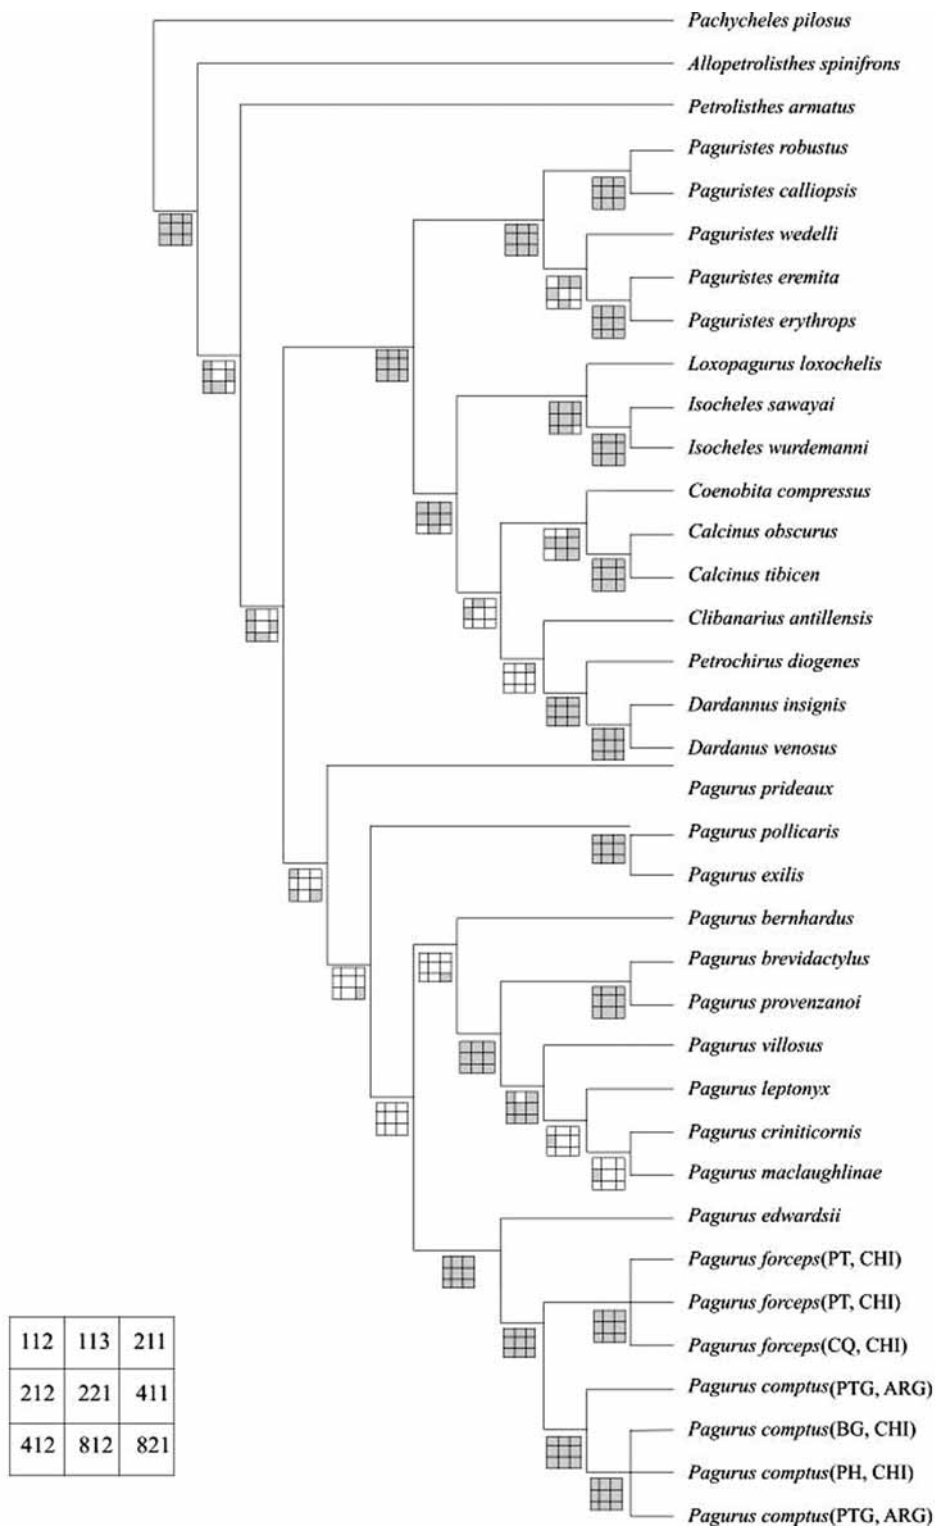 Pachycheles pilosus
Allopetrolisthes spinifrons
Petrolisthes armatus
Paguristes robustus
Paguristes calliopsis
Paguristes wedelli
Paguristes eremita
Paguristes erythrops
Loxopagurus loxochelis
Isocheles sawayai
Isocheles wurdemanni
Coenobita compressus
Calcinus obscurus
Calcinus tibicen
Clibanarius antillensis
Petrochirus diogenes
Dardannus insignis
Dardanus venosus
Pagurus prideaux
Pagurus pollicaris
Pagurus exilis
Pagurus bernhardus
Pagurus brevidactylus
Pagurus provenzanoi
Pagurus villosus
Pagurus leptonyx
Pagurus criniticornis
Pagurus maclaughlinae
Pagurus edwardsii
Pagurus forceps(PT, CHI)
Pagurus forceps(PT, CHI)
Pagurus forceps(CQ, CHI)
Pagurus comptus(PTG, ARG)
Pagurus comptus(BG, CHI)
Pagurus comptus(PH, CHI)
Pagurus comptus(PTG, ARG)
112 113 211
212 221 411
412 812 821